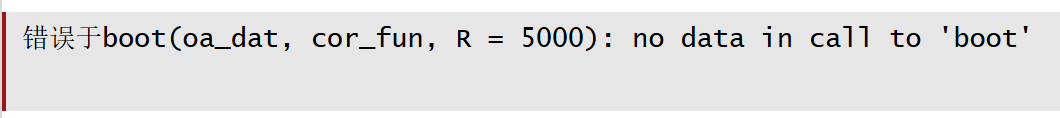 错误于boot(oa_dat, cor_fun, R = 5000): no data in call to 'boot'